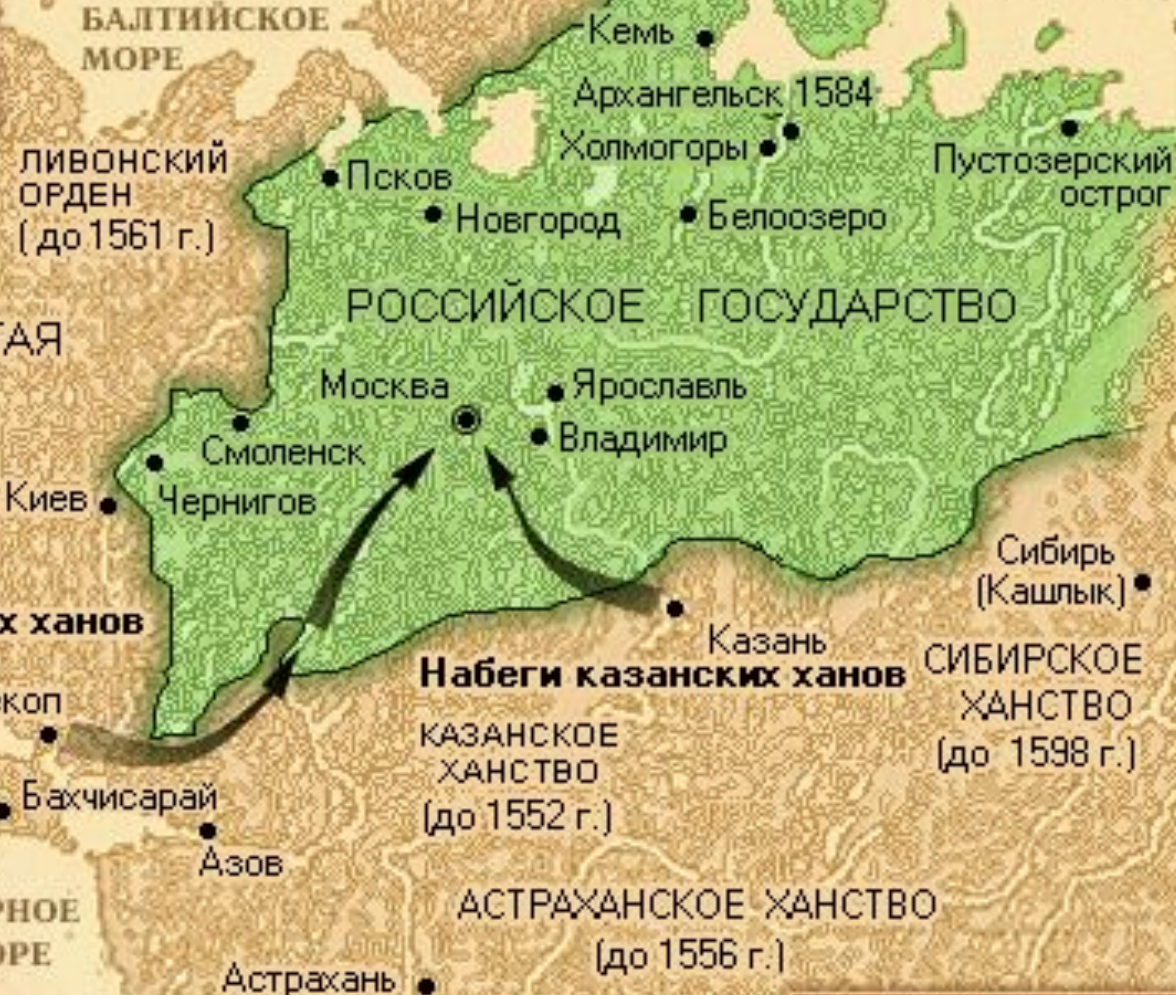 БАЛТИЙСКОЕ
МОРЕ
Кемь
Архангельск 1584
Холмогоры
ЛИВОНСКИЙ
ОРДЕН
(до 1561 г.)
Псков
Новгород
Белоозеро
Пустозерский
острог
РОССИЙСКОЕ ГОСУДАРСТВО
ТАЯ
Москва
Ярославль
Владимир
Смоленск
Чернигов
Киев
Сибирь
(Кашлык)
х ханов
Казань
Набеги казанских ханов
СИБИРСКОЕ
ХАНСТВО
(до 1598 г.)
екоп
КАЗАНСКОЕ
ХАНСТВО
(до 1552 г.)
Бахчисарай
Азов
РНОЕ
ОРЕ
АСТРАХАНСКОЕ ХАНСТВО
(до 1556 г.)
Астрахань